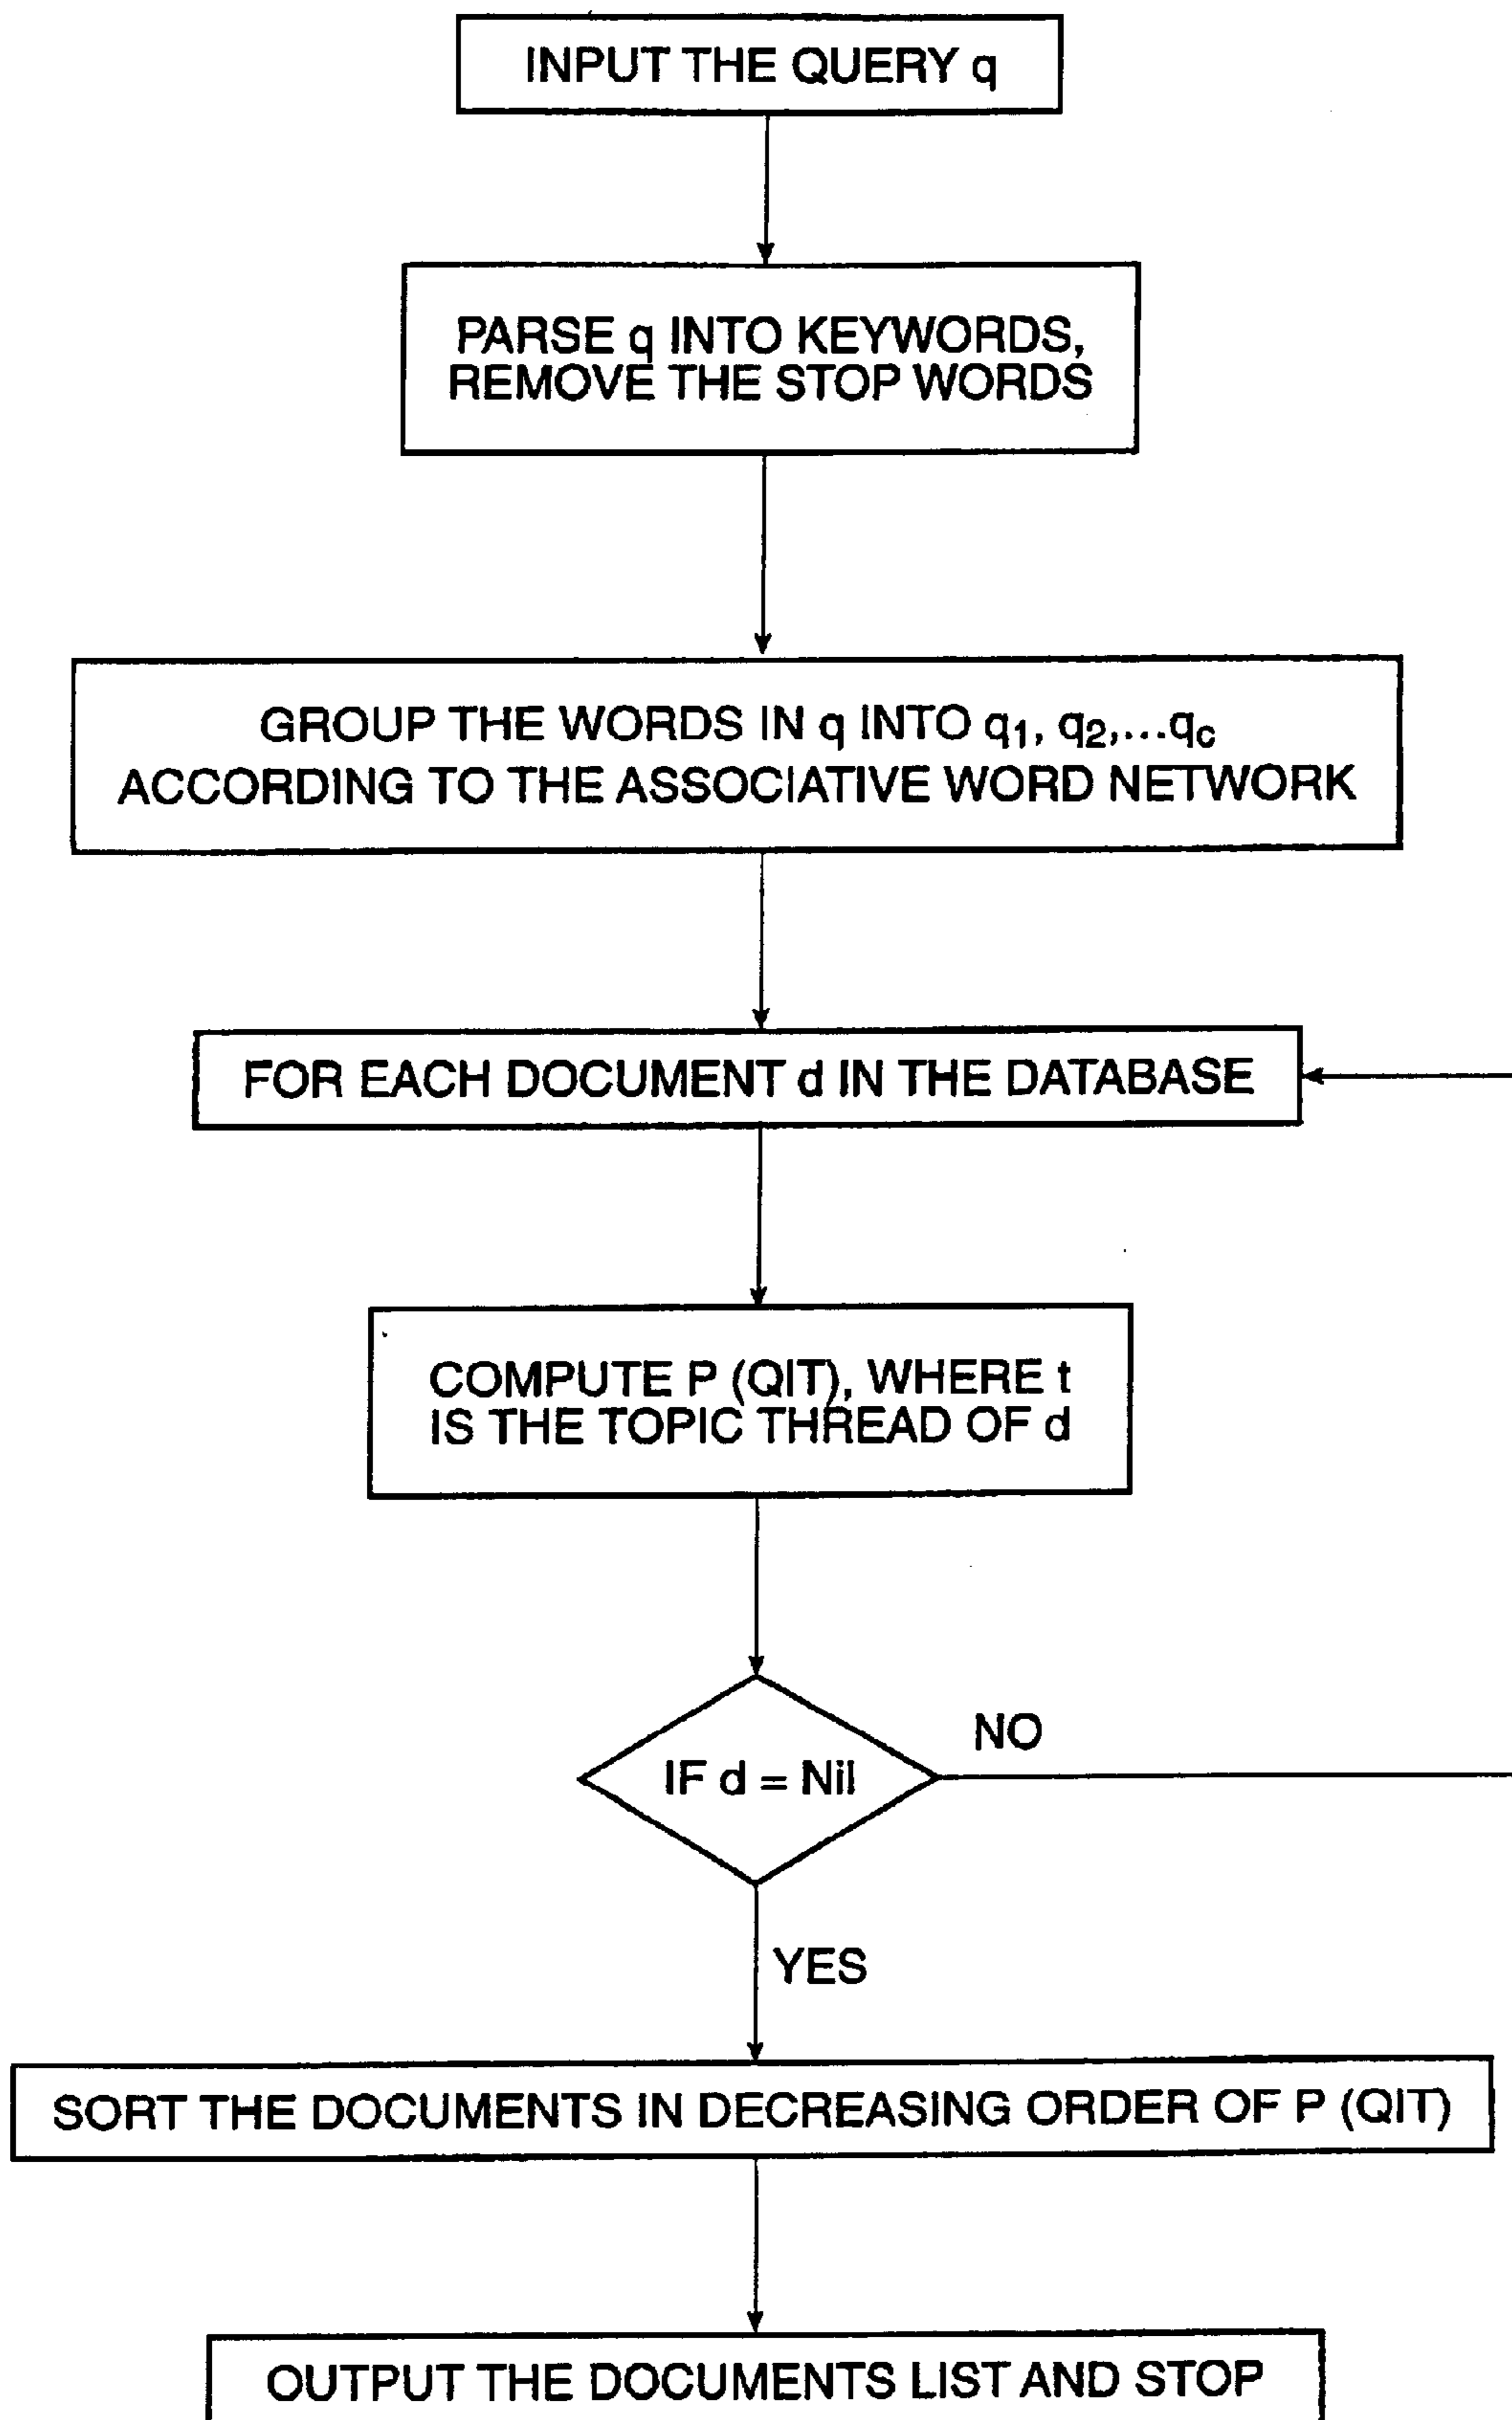 INPUT THE QUERY q
PARSE q INTO KEYWORDS,
REMOVE THE STOP WORDS
GROUP THE WORDS IN q INTO q₁, q₂,...q꜀
ACCORDING TO THE ASSOCIATIVE WORD NETWORK
FOR EACH DOCUMENT d IN THE DATABASE
COMPUTE P (QIT), WHERE t
IS THE TOPIC THREAD OF d
IF d = Nil
NO
YES
SORT THE DOCUMENTS IN DECREASING ORDER OF P (QIT)
OUTPUT THE DOCUMENTS LIST AND STOP